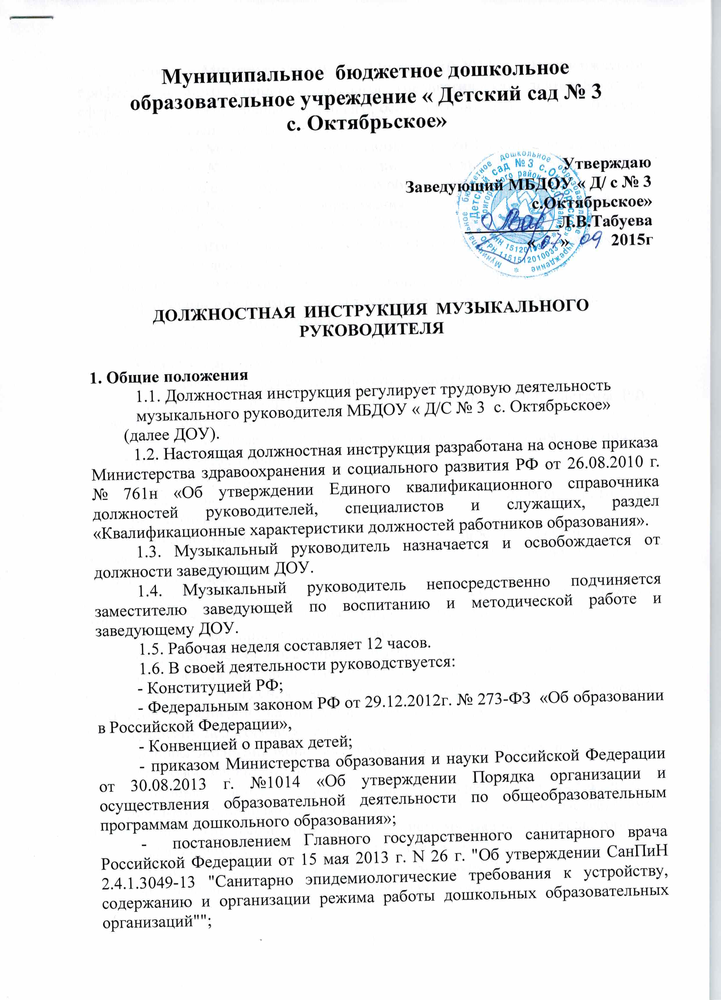 Муниципальное бюджетное дошкольное
образовательное учреждение « Детский сад № 3
с. Октябрьское»
Утверждаю
Заведующий МБДОУ « Д/ с № 3
с.Октябрьское»
Л.В.Табуева
« 07 » 09 2015г
Муниципальное бюджетное дошкольное образовательное учреждение
«Детский сад №3 с.Октябрьское»
ОГРН 1151512010033
ДОЛЖНОСТНАЯ ИНСТРУКЦИЯ МУЗЫКАЛЬНОГО
РУКОВОДИТЕЛЯ
1. Общие положения
1.1. Должностная инструкция регулирует трудовую деятельность
музыкального руководителя МБДОУ « Д/С № 3 с. Октябрьское»
(далее ДОУ).
1.2. Настоящая должностная инструкция разработана на основе приказа
Министерства здравоохранения и социального развития РФ от 26.08.2010 г.
№ 761н «Об утверждении Единого квалификационного справочника
должностей руководителей, специалистов и служащих, раздел
«Квалификационные характеристики должностей работников образования».
1.3. Музыкальный руководитель назначается и освобождается от
должности заведующим ДОУ.
1.4. Музыкальный руководитель непосредственно подчиняется
заместителю заведующей по воспитанию и методической работе и
заведующему ДОУ.
1.5. Рабочая неделя составляет 12 часов.
1.6. В своей деятельности руководствуется:
- Конституцией РФ;
- Федеральным законом РФ от 29.12.2012г. № 273-ФЗ «Об образовании
в Российской Федерации»,
- Конвенцией о правах детей;
- приказом Министерства образования и науки Российской Федерации
от 30.08.2013 г. №1014 «Об утверждении Порядка организации и
осуществления образовательной деятельности по общеобразовательным
программам дошкольного образования»;
- постановлением Главного государственного санитарного врача
Российской Федерации от 15 мая 2013 г. N 26 г. "Об утверждении СанПиН
2.4.1.3049-13 "Санитарно эпидемиологические требования к устройству,
содержанию и организации режима работы дошкольных образовательных
организаций"";